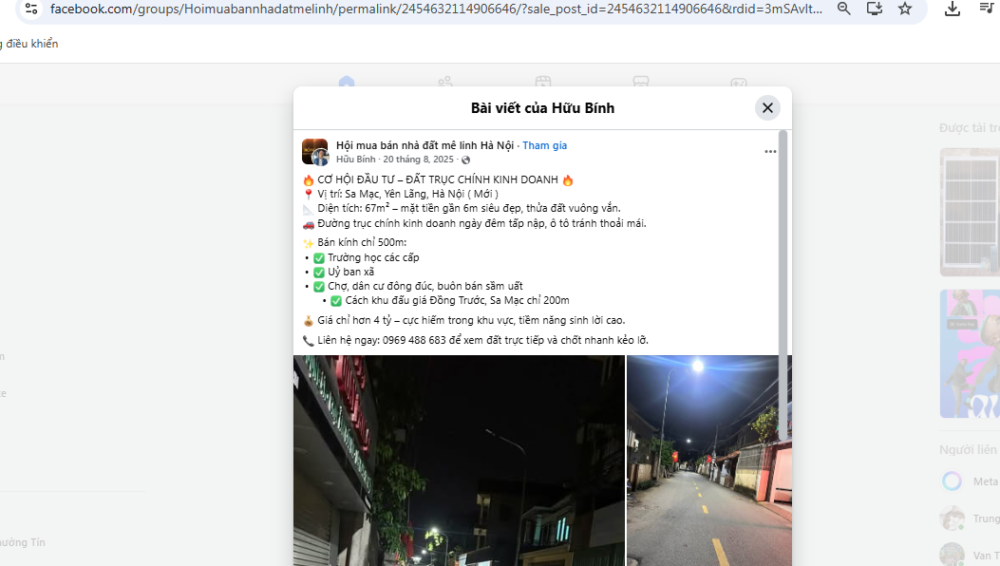 facebook.com/groups/Hoimuabannhadatmelinh/permalink/2454632114906646/?sale_post_id=2454632114906646&rdid=3mSAvlt...
điều khiển
Bài viết của Hữu Bính
Hội mua bán nhà đất mê linh Hà Nội · Tham gia
Hữu Bính · 20 tháng 8, 2025 ·
🔥 CƠ HỘI ĐẦU TƯ – ĐẤT TRỤC CHÍNH KINH DOANH 🔥
📍 Vị trí: Sa Mạc, Yên Lãng, Hà Nội ( Mới )
📐 Diện tích: 67m² – mặt tiền gần 6m siêu đẹp, thửa đất vuông vắn.
🚗 Đường trục chính kinh doanh ngày đêm tấp nập, ô tô tránh thoải mái.
✨ Bán kính chỉ 500m:
• ✅ Trường học các cấp
• ✅ Uỷ ban xã
• ✅ Chợ, dân cư đông đúc, buôn bán sầm uất
• ✅ Cách khu đấu giá Đồng Trước, Sa Mạc chỉ 200m
💰 Giá chỉ hơn 4 tỷ – cực hiếm trong khu vực, tiềm năng sinh lời cao.
📞 Liên hệ ngay: 0969 488 683 để xem đất trực tiếp và chốt nhanh kẻo lỡ.
Được tài tr
Người liên
Meta
Trung
Van T
ường Tín